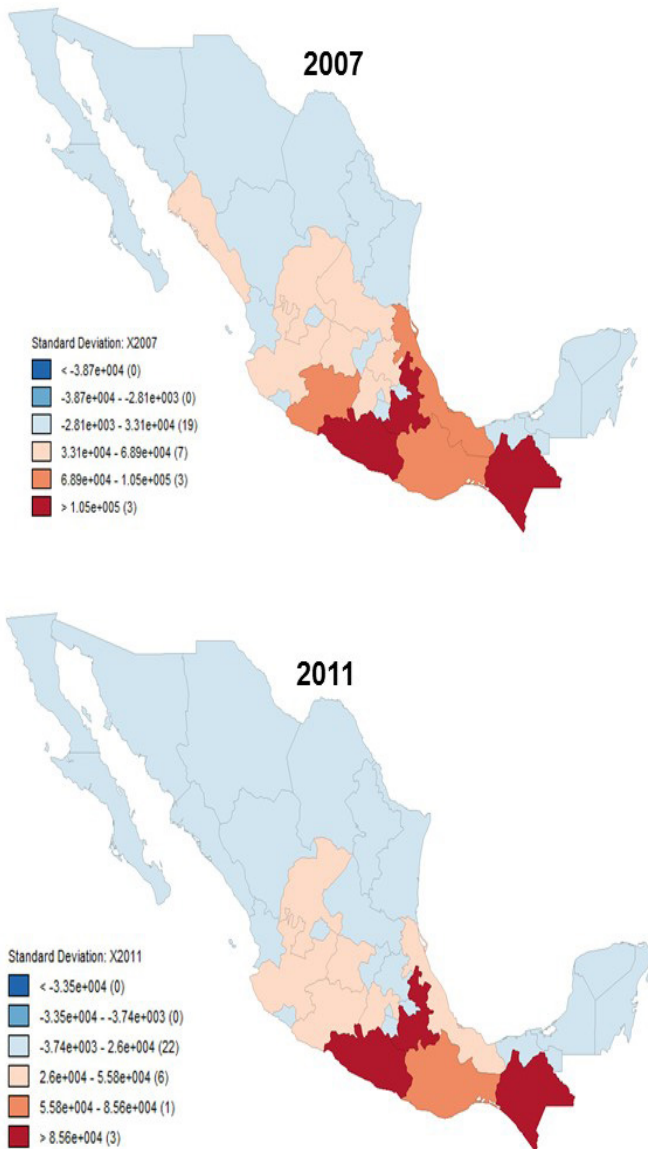 2007
Standard Deviation: X2007
< -3.87e+004 (0)
-3.87e+004 - -2.81e+003 (0)
-2.81e+003 - 3.31e+004 (19)
3.31e+004 - 6.89e+004 (7)
6.89e+004 - 1.05e+005 (3)
> 1.05e+005 (3)
2011
Standard Deviation: X2011
< -3.35e+004 (0)
-3.35e+004 - -3.74e+003 (0)
-3.74e+003 - 2.6e+004 (22)
2.6e+004 - 5.58e+004 (6)
5.58e+004 - 8.56e+004 (1)
> 8.56e+004 (3)